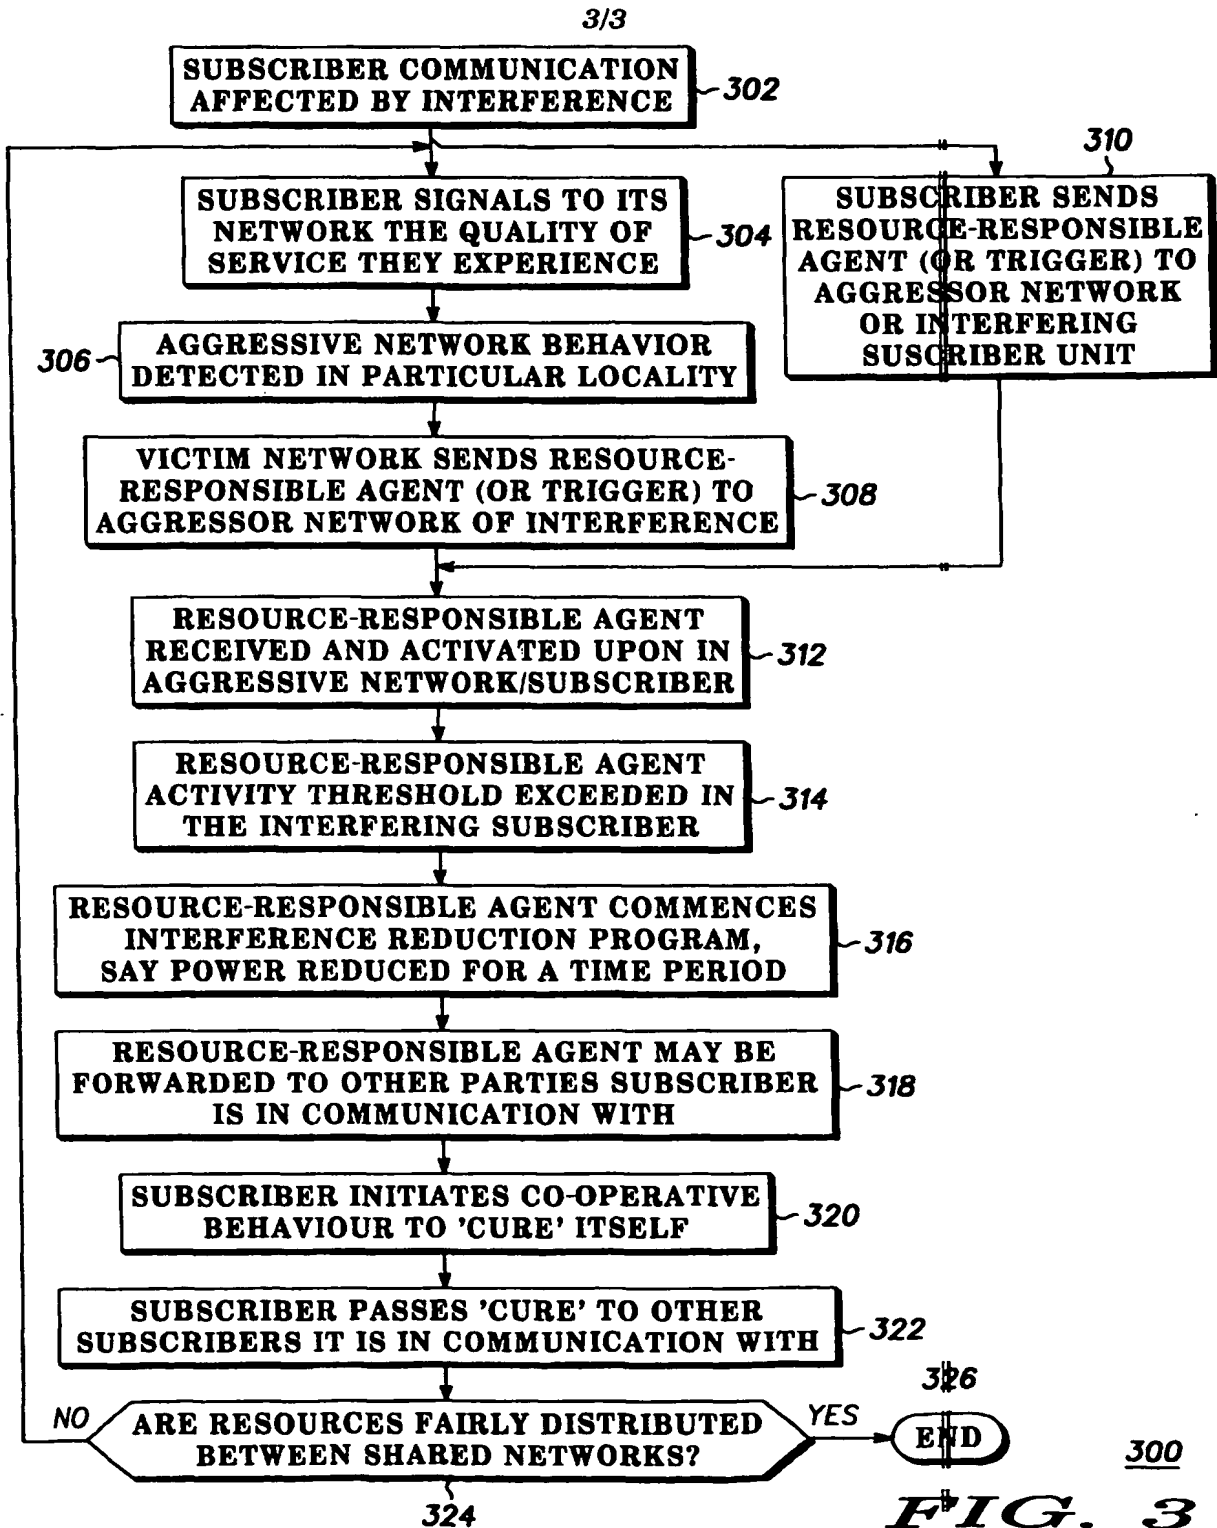 3/3
SUBSCRIBER COMMUNICATION
AFFECTED BY INTERFERENCE
302
SUBSCRIBER SIGNALS TO ITS
NETWORK THE QUALITY OF
SERVICE THEY EXPERIENCE
304
310
SUBSCRIBER SENDS
RESOURCE-RESPONSIBLE
AGENT (OR TRIGGER) TO
AGGRESSOR NETWORK
OR INTERFERING
SUSCRIBER UNIT
306
AGGRESSIVE NETWORK BEHAVIOR
DETECTED IN PARTICULAR LOCALITY
VICTIM NETWORK SENDS RESOURCE-
RESPONSIBLE AGENT (OR TRIGGER) TO
AGGRESSOR NETWORK OF INTERFERENCE
308
RESOURCE-RESPONSIBLE AGENT
RECEIVED AND ACTIVATED UPON IN
AGGRESSIVE NETWORK/SUBSCRIBER
312
RESOURCE-RESPONSIBLE AGENT
ACTIVITY THRESHOLD EXCEEDED IN
THE INTERFERING SUBSCRIBER
314
RESOURCE-RESPONSIBLE AGENT COMMENCES
INTERFERENCE REDUCTION PROGRAM,
SAY POWER REDUCED FOR A TIME PERIOD
316
RESOURCE-RESPONSIBLE AGENT MAY BE
FORWARDED TO OTHER PARTIES SUBSCRIBER
IS IN COMMUNICATION WITH
318
SUBSCRIBER INITIATES CO-OPERATIVE
BEHAVIOUR TO 'CURE' ITSELF
320
SUBSCRIBER PASSES 'CURE' TO OTHER
SUBSCRIBERS IT IS IN COMMUNICATION WITH
322
NO
ARE RESOURCES FAIRLY DISTRIBUTED
BETWEEN SHARED NETWORKS?
324
YES
326
END
300
FIG. 3